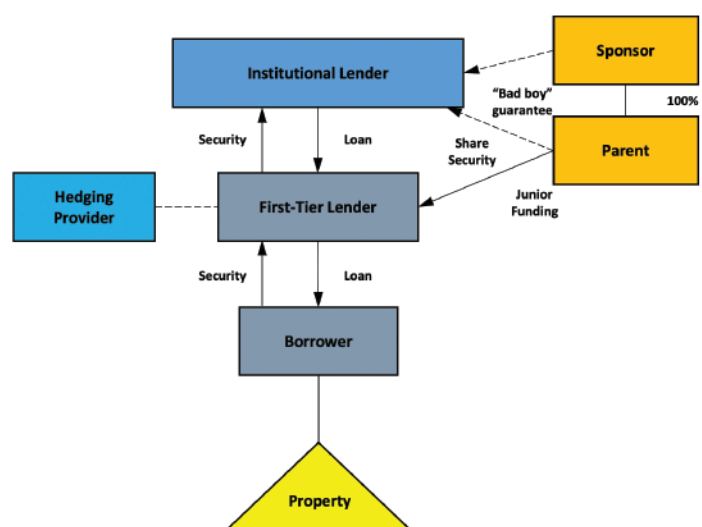 Sponsor
Institutional Lender
"Bad boy"
guarantee
100%
Security
Loan
Share
Security
Parent
Hedging
Provider
First-Tier Lender
Junior
Funding
Security
Loan
Borrower
Property